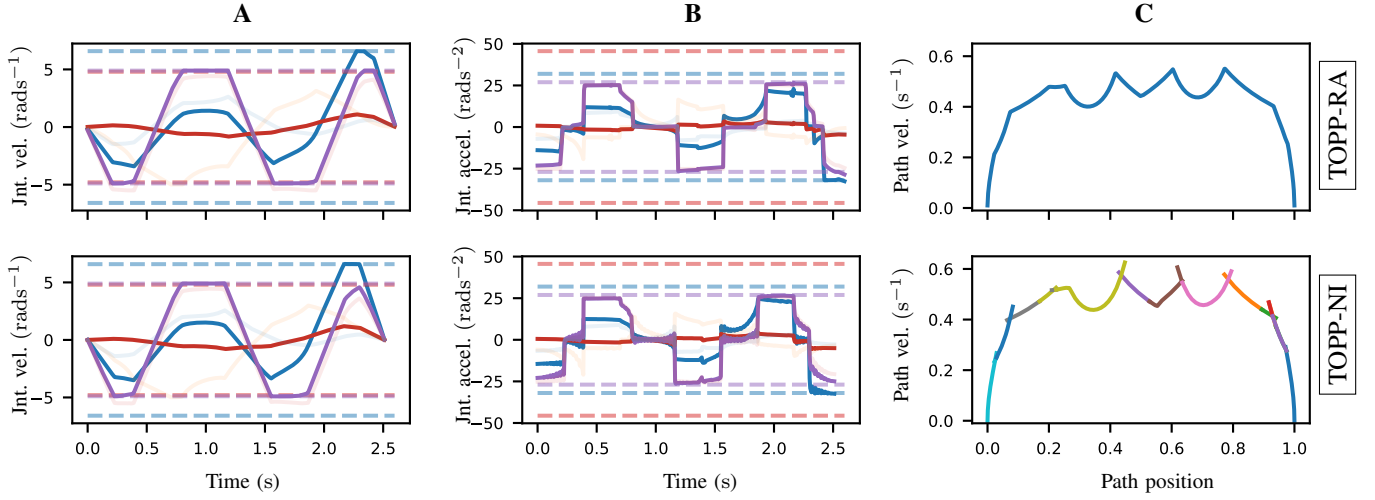 A B C
Jnt. vel. (rads⁻¹)
5
0
−5
Jnt. accel. (rads⁻²)
50
25
0
−25
−50
Path vel. (s⁻¹)
0.6
0.4
0.2
0.0
TOPP-RA
Jnt. vel. (rads⁻¹)
5
0
−5
0.0 0.5 1.0 1.5 2.0 2.5
Time (s)
Jnt. accel. (rads⁻²)
50
25
0
−25
−50
0.0 0.5 1.0 1.5 2.0 2.5
Time (s)
Path vel. (s⁻¹)
0.6
0.4
0.2
0.0
0.0 0.2 0.4 0.6 0.8 1.0
Path position
TOPP-NI